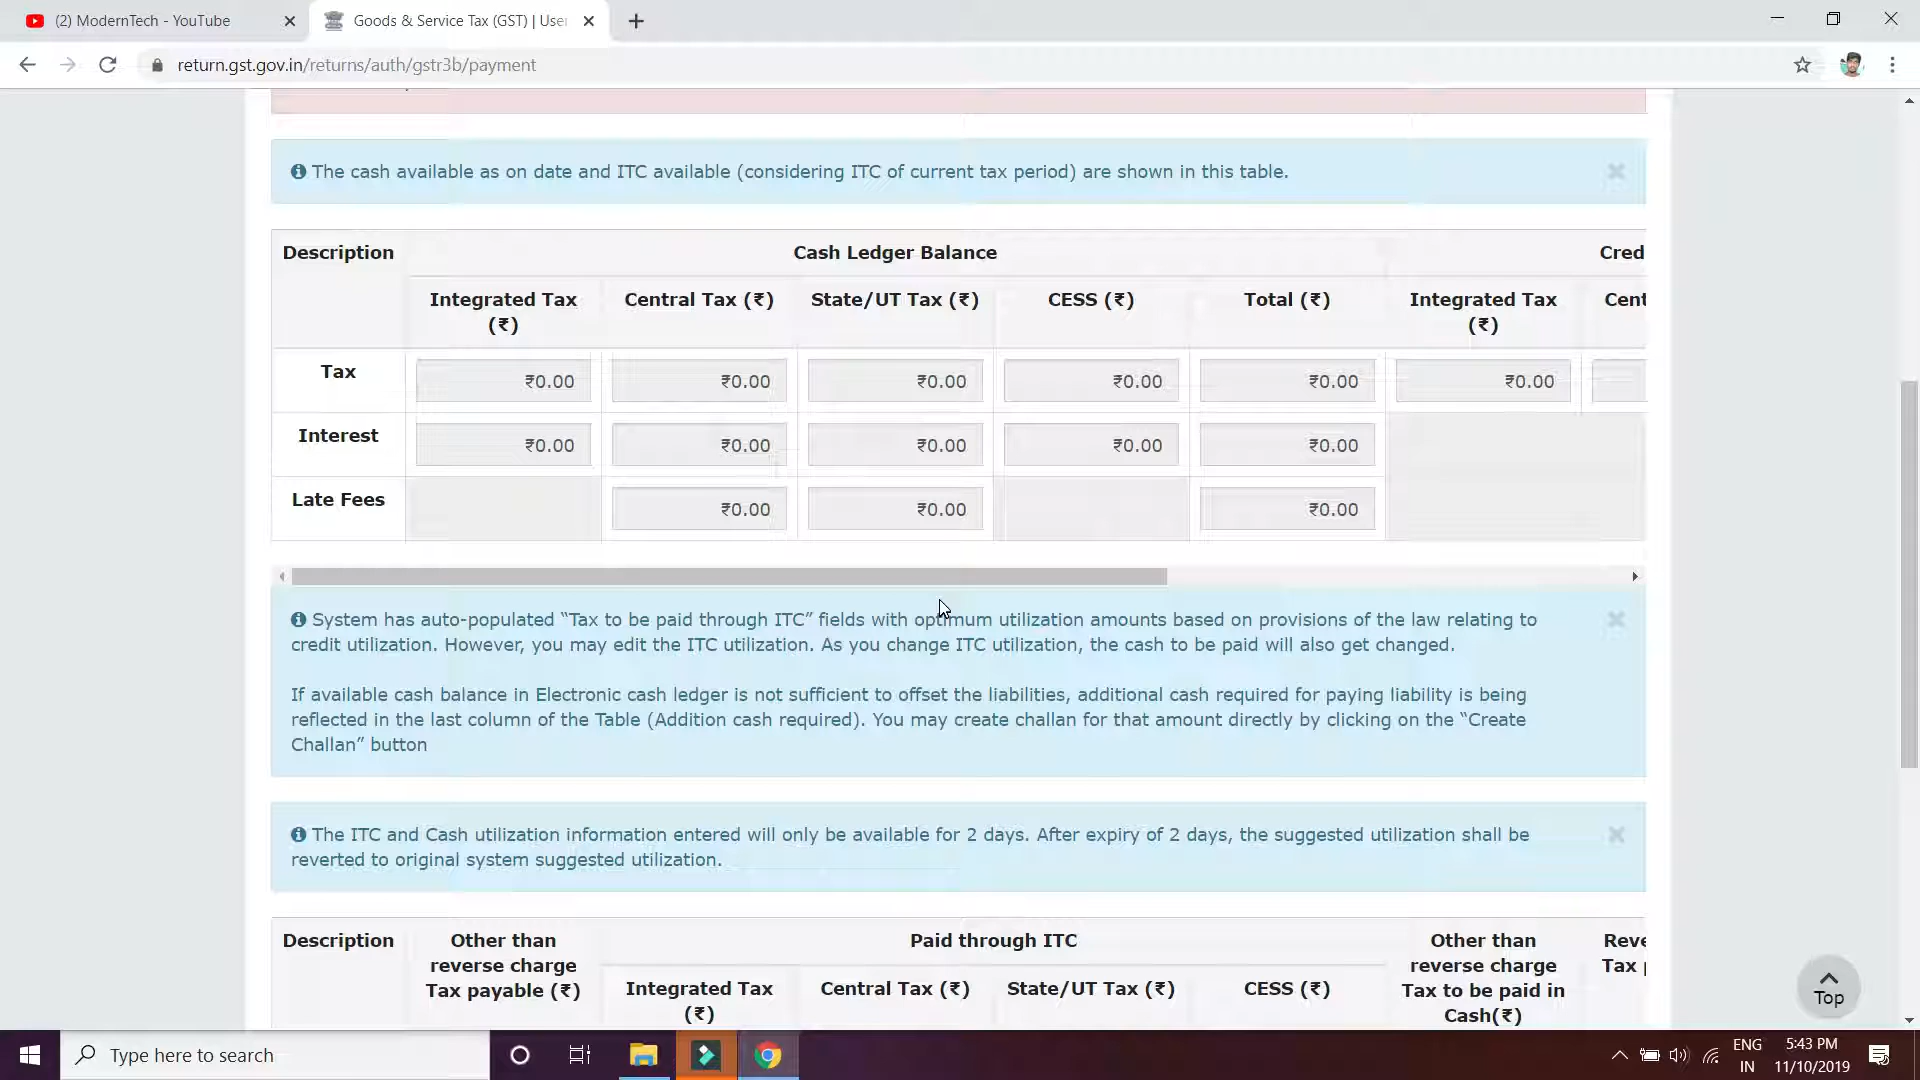 (2) ModernTech - YouTube
Goods & Service Tax (GST) | User
return.gst.gov.in/returns/auth/gstr3b/payment
The cash available as on date and ITC available (considering ITC of current tax period) are shown in this table.
Description Cash Ledger Balance Cred
Integrated Tax (₹) Central Tax (₹) State/UT Tax (₹) CESS (₹) Total (₹) Integrated Tax (₹) Cent
Tax ₹0.00 ₹0.00 ₹0.00 ₹0.00 ₹0.00 ₹0.00
Interest ₹0.00 ₹0.00 ₹0.00 ₹0.00 ₹0.00
Late Fees ₹0.00 ₹0.00 ₹0.00
System has auto-populated “Tax to be paid through ITC” fields with optimum utilization amounts based on provisions of the law relating to
credit utilization. However, you may edit the ITC utilization. As you change ITC utilization, the cash to be paid will also get changed.
If available cash balance in Electronic cash ledger is not sufficient to offset the liabilities, additional cash required for paying liability is being
reflected in the last column of the Table (Addition cash required). You may create challan for that amount directly by clicking on the “Create
Challan” button
The ITC and Cash utilization information entered will only be available for 2 days. After expiry of 2 days, the suggested utilization shall be
reverted to original system suggested utilization.
Description Other than reverse charge Tax payable (₹) Paid through ITC Other than reverse charge Tax to be paid in Cash(₹) Reve Tax p
Integrated Tax (₹) Central Tax (₹) State/UT Tax (₹) CESS (₹)
Top
Type here to search
ENG
IN
5:43 PM
11/10/2019